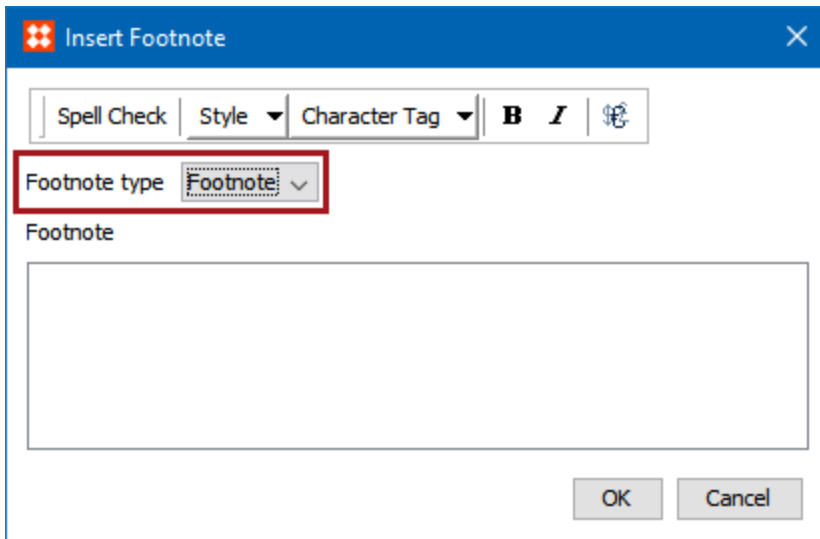 Insert Footnote
Spell Check Style Character Tag B I
Footnote type Footnote
Footnote
OK Cancel